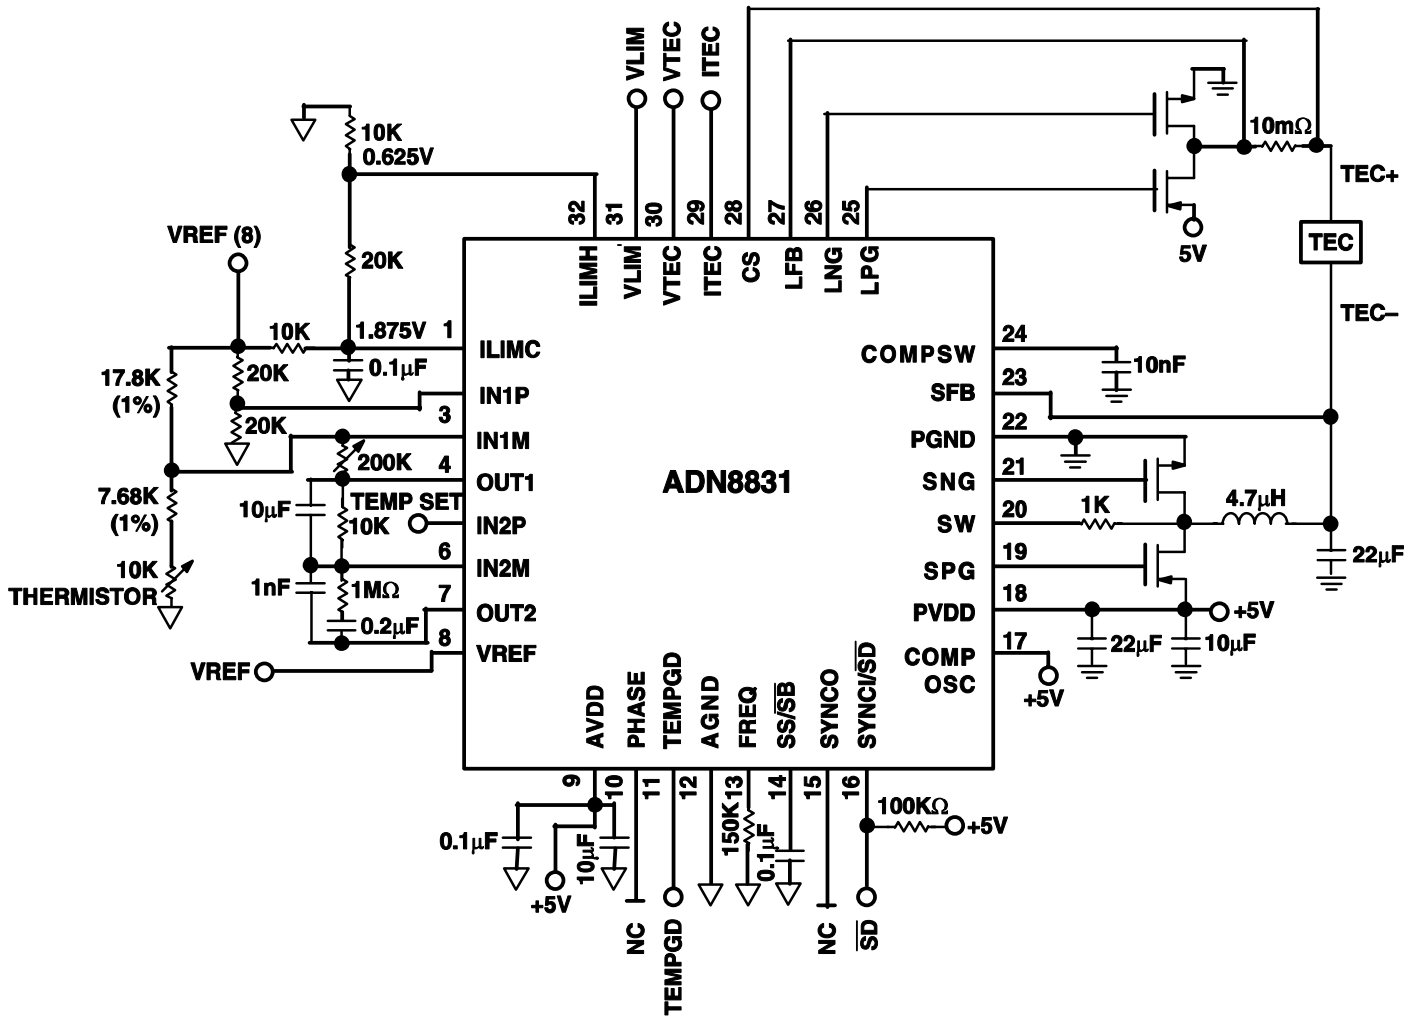 VLIM
VTEC
ITEC
10K
0.625V
10mΩ
TEC+
32
31
30
29
28
27
26
25
5V
TEC
VREF (8)
20K
ILIMH
VLIM
VTEC
ITEC
CS
LFB
LNG
LPG
TEC–
10K
1.875V
1
ILIMC
COMPSW
24
10nF
17.8K
(1%)
20K
0.1µF
IN1P
SFB
23
20K
3
IN1M
PGND
22
200K
4
OUT1
ADN8831
SNG
21
7.68K
(1%)
10µF
TEMP SET
10K
IN2P
SW
20
1K
4.7µH
6
IN2M
SPG
19
22µF
10K
THERMISTOR
1nF
1MΩ
7
OUT2
PVDD
18
+5V
0.2µF
8
VREF
COMP
OSC
17
22µF
10µF
VREF
+5V
AVDD
PHASE
TEMPGD
AGND
FREQ
SS/SB
SYNCO
SYNCI/SD
9
10
11
12
13
14
15
16
100KΩ
+5V
0.1µF
10µF
150K
0.1µF
+5V
NC
TEMPGD
NC
SD